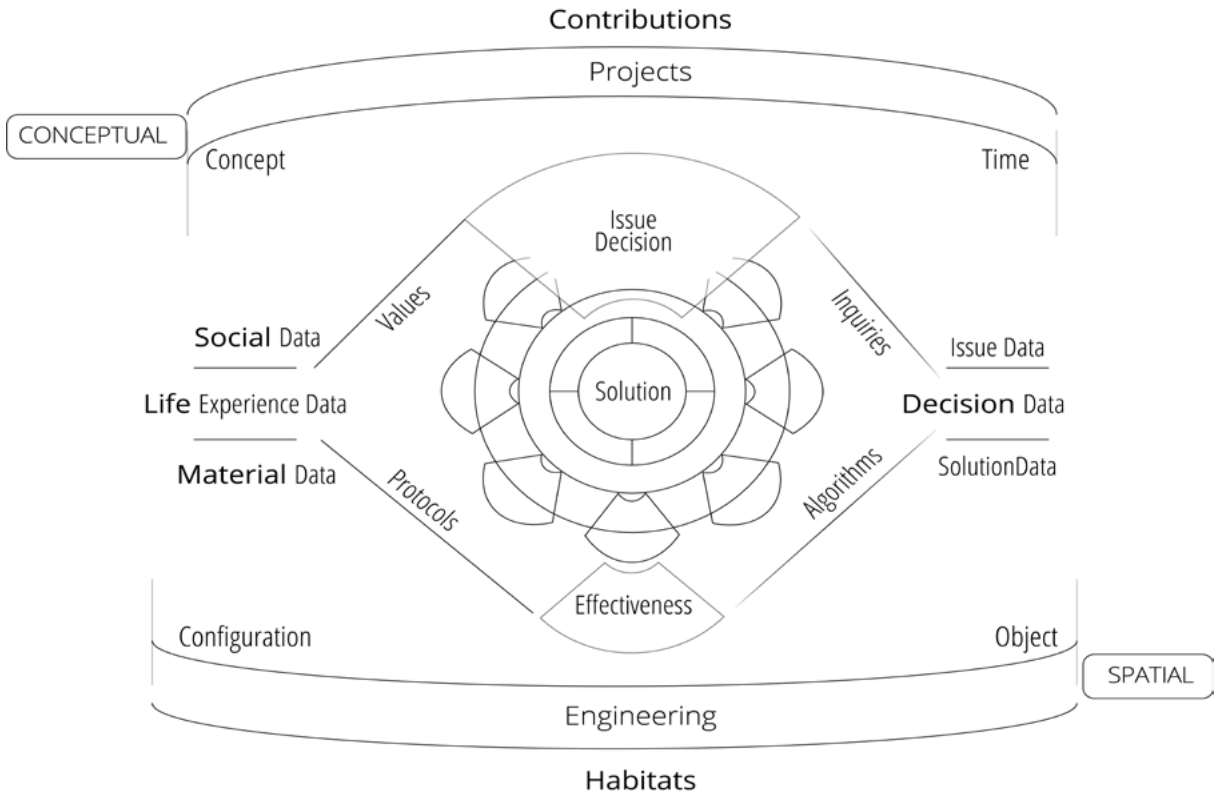 Contributions
Projects
CONCEPTUAL
Concept
Time
Issue
Decision
Values
Inquiries
Social Data
Issue Data
Life Experience Data
Solution
Decision Data
Material Data
SolutionData
Protocols
Algorithms
Effectiveness
Configuration
Object
SPATIAL
Engineering
Habitats